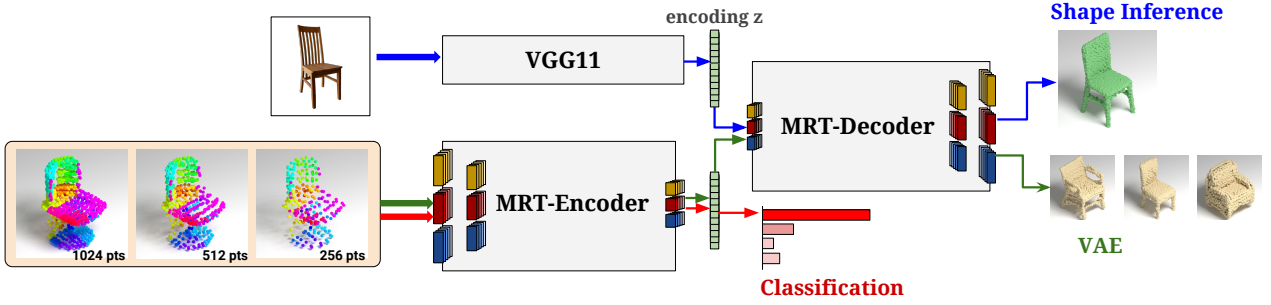 encoding z
Shape Inference
VGG11
MRT-Decoder
MRT-Encoder
1024 pts
512 pts
256 pts
VAE
Classification